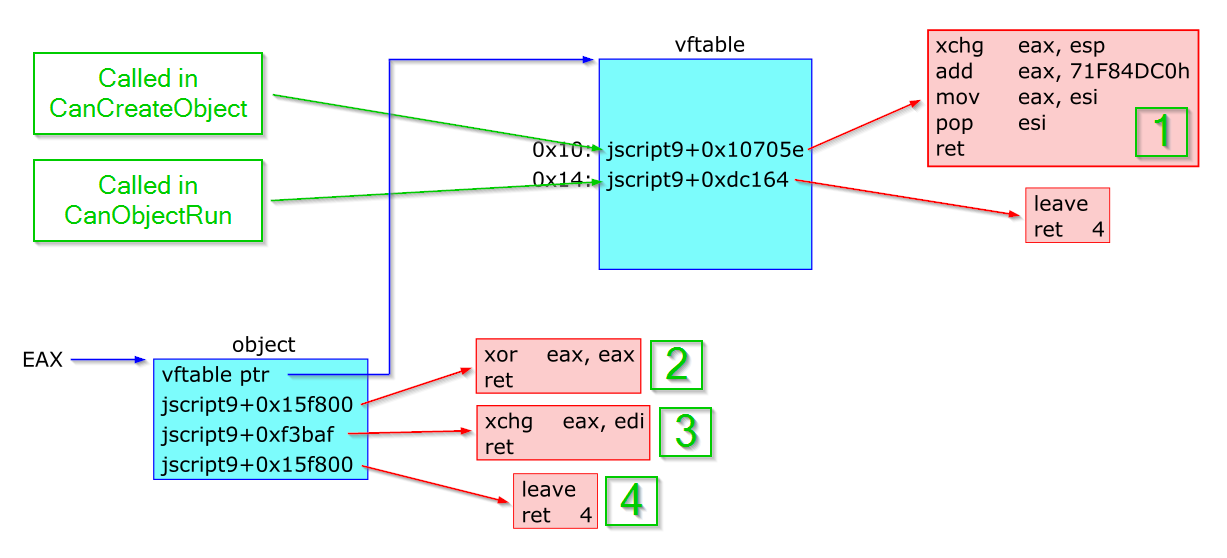 Called in
CanCreateObject
Called in
CanObjectRun
vftable
0x10: jscript9+0x10705e
0x14: jscript9+0xdc164
xchg eax, esp
add eax, 71F84DC0h
mov eax, esi
pop esi
ret
1
leave
ret 4
EAX
object
vftable ptr
jscript9+0x15f800
jscript9+0xf3baf
jscript9+0x15f800
xor eax, eax
ret
2
xchg eax, edi
ret
3
leave
ret 4
4